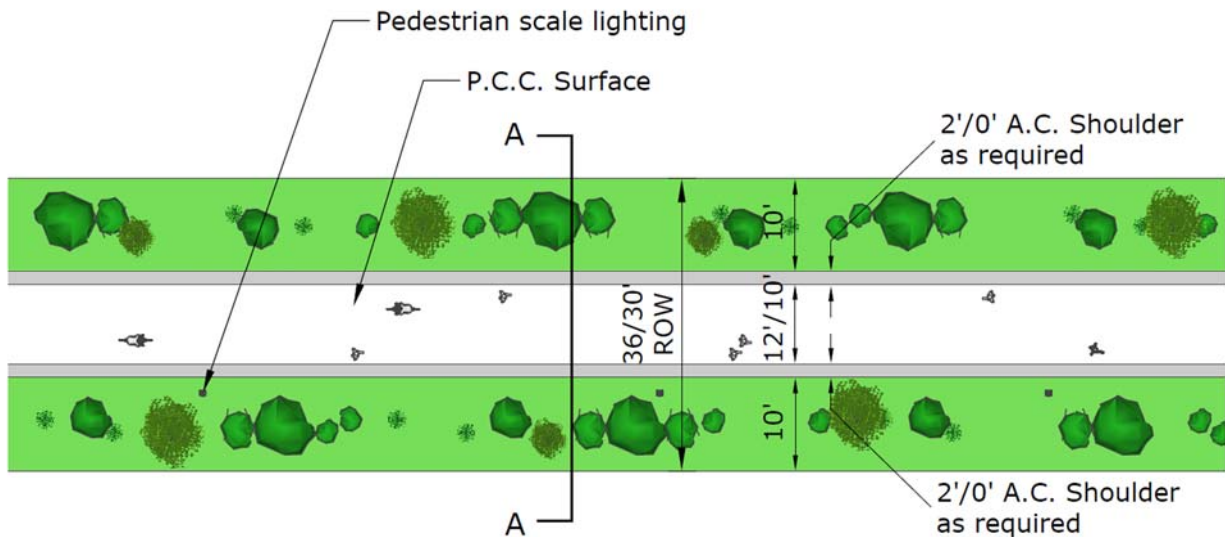 Pedestrian scale lighting
P.C.C. Surface
A
2'/0' A.C. Shoulder
as required
10'
36/30'
ROW
12'/10'
10'
A
2'/0' A.C. Shoulder
as required